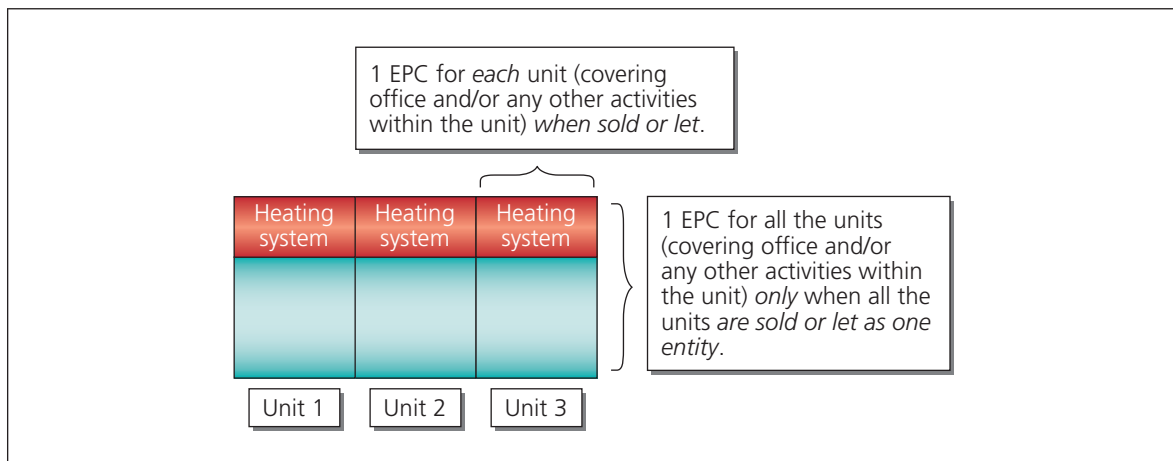 1 EPC for each unit (covering
office and/or any other activities
within the unit) when sold or let.
Heating
system
Heating
system
Heating
system
1 EPC for all the units
(covering office and/or
any other activities within
the unit) only when all the
units are sold or let as one
entity.
Unit 1
Unit 2
Unit 3